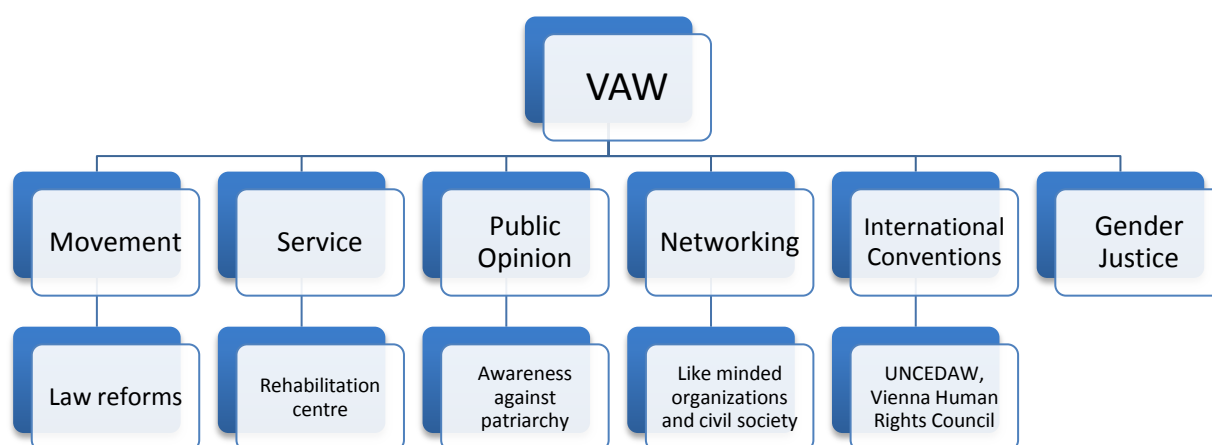 VAW
Movement
Service
Public
Opinion
Networking
International
Conventions
Gender
Justice
Law reforms
Rehabilitation
centre
Awareness
against
patriarchy
Like minded
organizations
and civil society
UNCEDAW,
Vienna Human
Rights Council